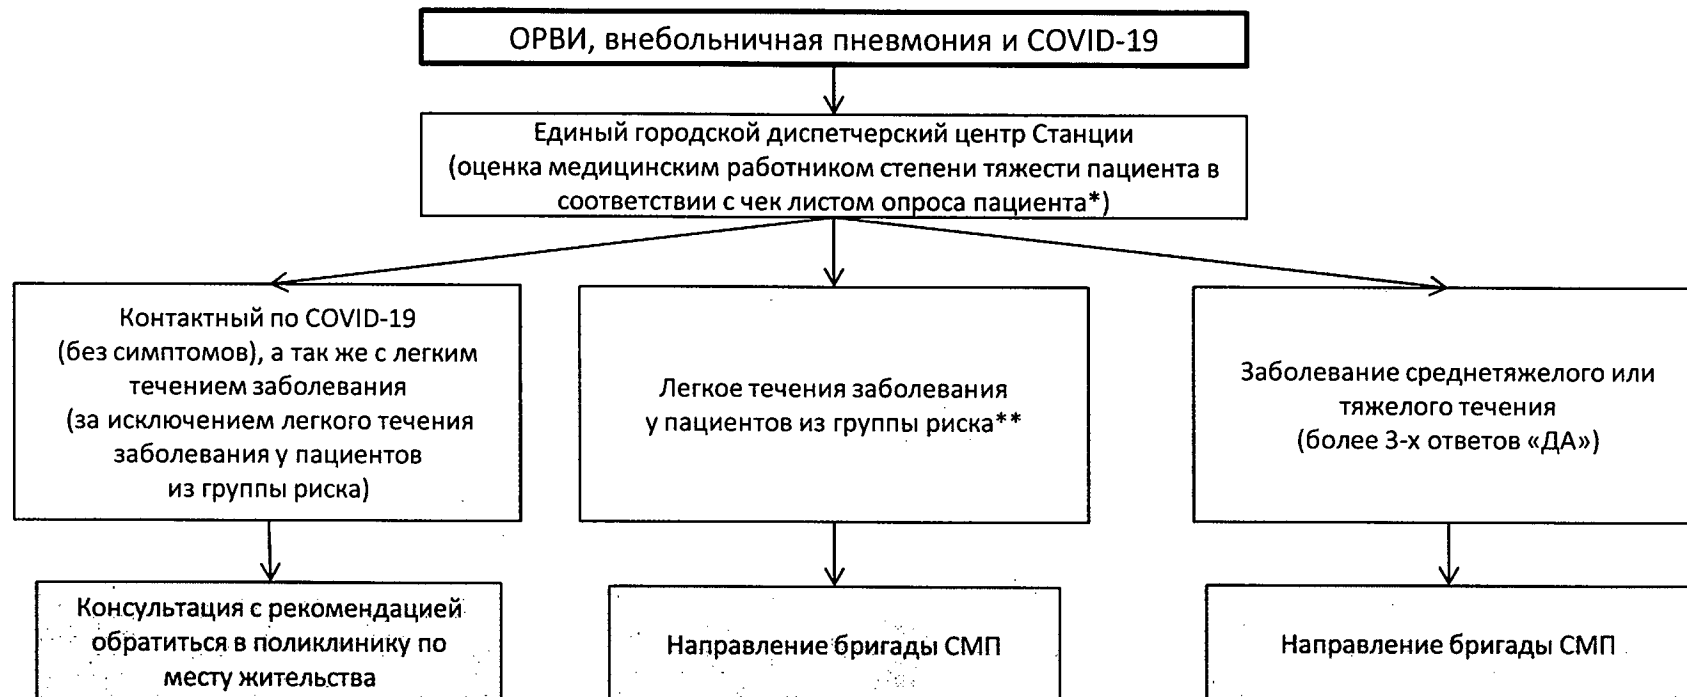 ОРВИ, внебольничная пневмония и COVID-19
Единый городской диспетчерский центр Станции
(оценка медицинским работником степени тяжести пациента в
соответствии с чек листом опроса пациента*)
Контактный по COVID-19
(без симптомов), а так же с легким
течением заболевания
(за исключением легкого течения
заболевания у пациентов
из группы риска)
Легкое течения заболевания
у пациентов из группы риска**
Заболевание среднетяжелого или
тяжелого течения
(более 3-х ответов «ДА»)
Консультация с рекомендацией
обратиться в поликлинику по
месту жительства
Направление бригады СМП
Направление бригады СМП